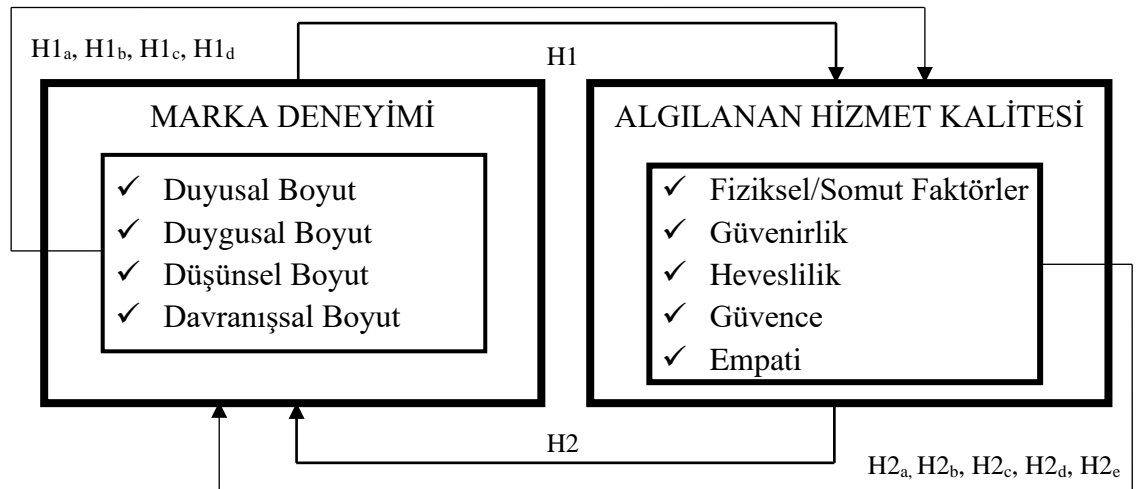 H1a, H1b, H1c, H1d
H1
MARKA DENEYİMİ
Duyusal Boyut
Duygusal Boyut
Düşünsel Boyut
Davranışsal Boyut
ALGILANAN HİZMET KALİTESİ
Fiziksel/Somut Faktörler
Güvenirlik
Heveslilik
Güvence
Empati
H2
H2a, H2b, H2c, H2d, H2e